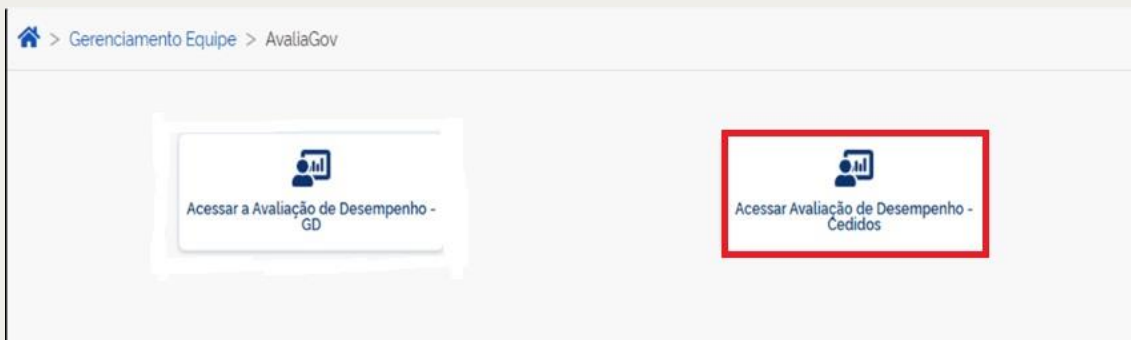 > Gerenciamento Equipe > AvaliaGov
Acessar a Avaliação de Desempenho -
GD
Acessar Avaliação de Desempenho -
Cedidos